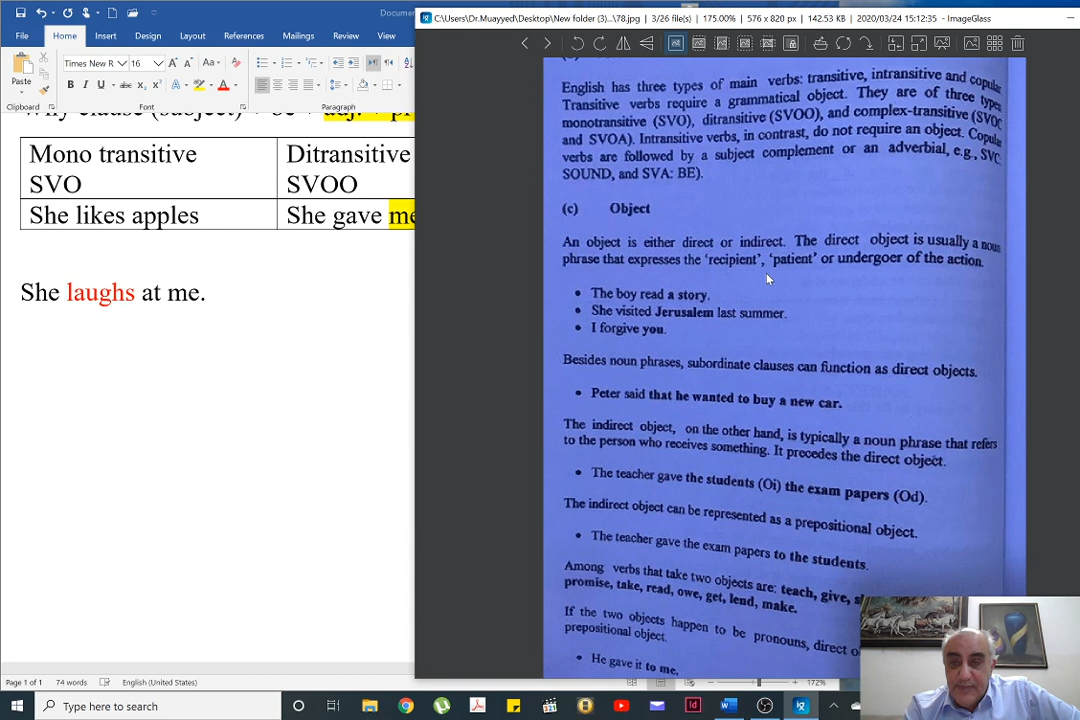 Documen
File Home Insert Design Layout References Mailings Review View
Times New R 16 A A Aa
Paste
B I U abc x₂ x² A
Clipboard Font Paragraph
Why clause (subject) + be + adj. + pr
Mono transitive Ditransitive
SVO SVOO
She likes apples She gave me
She laughs at me.
Page 1 of 1 74 words English (United States)
172%
C:\Users\Dr.Muayyed\Desktop\New folder (3)...\78.jpg | 3/26 file(s) | 175.00% | 576 x 820 px | 142.53 KB | 2020/03/24 15:12:35 - ImageGlass
English has three types of main verbs: transitive, intransitive and copular
Transitive verbs require a grammatical object. They are of three types
monotransitive (SVO), ditransitive (SVOO), and complex-transitive (SVOC
and SVOA). Intransitive verbs, in contrast, do not require an object. Copular
verbs are followed by a subject complement or an adverbial, e.g., SVC
SOUND, and SVA: BE).
(c) Object
An object is either direct or indirect. The direct object is usually a noun
phrase that expresses the ‘recipient’, ‘patient’ or undergoer of the action.
• The boy read a story.
• She visited Jerusalem last summer.
• I forgive you.
Besides noun phrases, subordinate clauses can function as direct objects.
• Peter said that he wanted to buy a new car.
The indirect object, on the other hand, is typically a noun phrase that refers
to the person who receives something. It precedes the direct object.
• The teacher gave the students (Oi) the exam papers (Od).
The indirect object can be represented as a prepositional object.
• The teacher gave the exam papers to the students.
Among verbs that take two objects are: teach, give, s
promise, take, read, owe, get, lend, make.
If the two objects happen to be pronouns, direct o
prepositional object.
• He gave it to me.
Type here to search